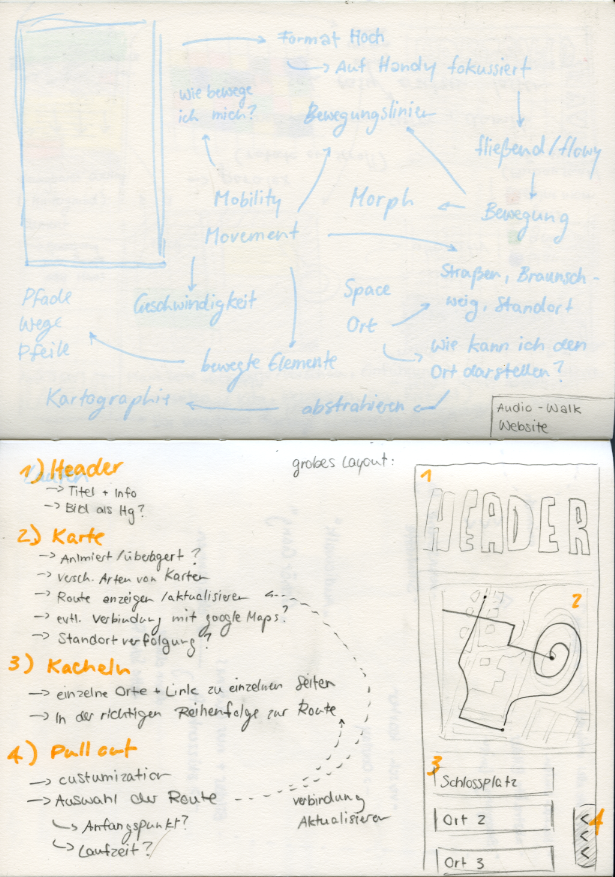 Format Hoch
Auf Handy fokussiert
wie bewege
ich mich?
Bewegungslinien
fließend/flowy
Mobility
Movement
Morph
Bewegung
Geschwindigkeit
Space
Ort
Straßen, Braunsch-
weig, Standort
wie kann ich den
Ort darstellen?
Pfade
Wege
Pfeile
bewegte Elemente
Kartographie
abstrahieren
Audio-Walk
Website
1) Header
→ Titel + Info
→ Bild als Hg?
2) Karte
→ Animiert/überlagert?
→ versch. Arten von Karten
→ Route anzeigen/aktualisieren
→ evtl. Verbindung mit google Maps?
→ Standortverfolgung?
3) Kacheln
→ einzelne Orte + Link zu einzelnen Seiten
→ In der richtigen Reihenfolge zur Route
4) Pull out
→ custumization
→ Auswahl der Route
↳ Anfangspunkt?
↳ Laufzeit?
verbindung
Aktualisieren
grobes Layout:
1
HEADER
2
3
Schlossplatz
Ort 2
Ort 3
4